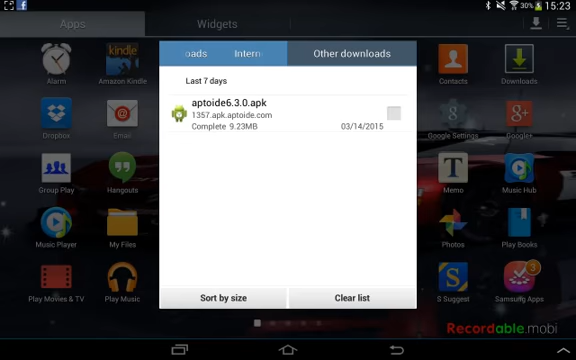 30%
15:23
Apps
Widgets
oads
Intern
Other downloads
Last 7 days
aptoide6.3.0.apk
1357.apk.aptoide.com
Complete 9.23MB
03/14/2015
Sort by size
Clear list
Alarm
kindle
Amazon Kindle
Contacts
Downloads
Dropbox
Email
Google Settings
Google+
Group Play
Hangouts
Memo
Music Hub
Music Player
My Files
Photos
Play Books
Play Movies & TV
Play Music
S Suggest
3
Samsung Apps
Recordable.mobi